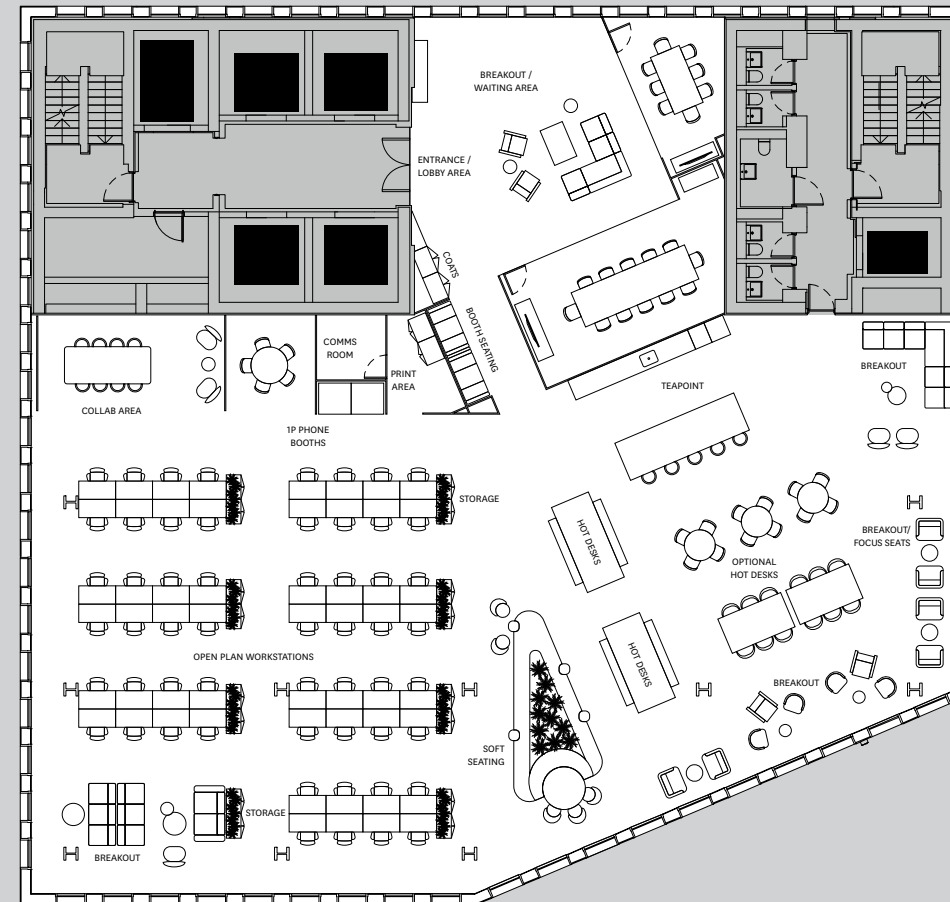 BREAKOUT /
WAITING AREA
ENTRANCE /
LOBBY AREA
COATS
BOOTH SEATING
COMMS
ROOM
PRINT
AREA
COLLAB AREA
1P PHONE
BOOTHS
TEAPOINT
BREAKOUT
STORAGE
HOT DESKS
BREAKOUT/
FOCUS SEATS
OPTIONAL
HOT DESKS
OPEN PLAN WORKSTATIONS
HOT DESKS
BREAKOUT
SOFT
SEATING
STORAGE
BREAKOUT